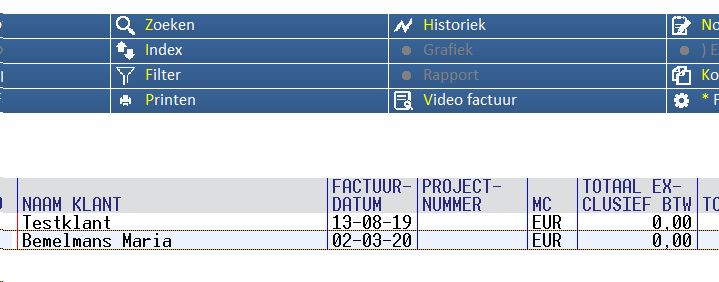 Zoeken Historiek No
Index Grafiek ) E
Filter Rapport Ko
Printen Video factuur *
FACTUUR- PROJECT- TOTAAL EX-
NAAM KLANT DATUM NUMMER MC CLUSIEF BTW TO
Testklant 13-08-19 EUR 0,00
Bemelmans Maria 02-03-20 EUR 0,00